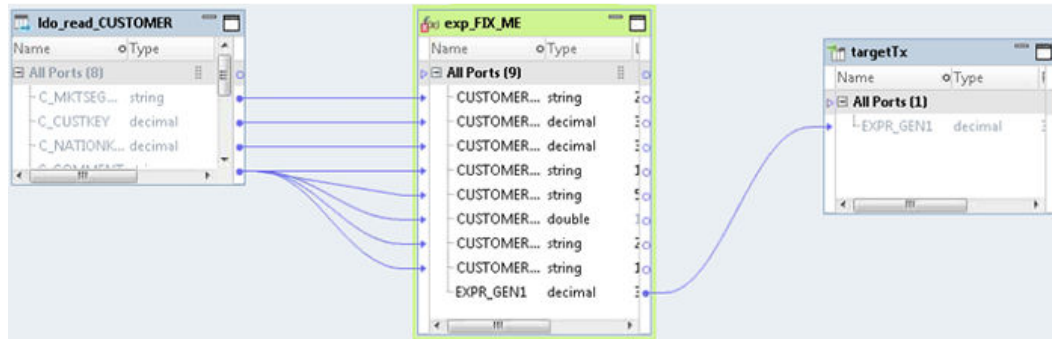 ldo_read_CUSTOMER
Name Type
All Ports (8)
C_MKTSEG... string
C_CUSTKEY decimal
C_NATIONK... decimal
exp_FIX_ME
Name Type
All Ports (9)
CUSTOMER... string
CUSTOMER... decimal
CUSTOMER... decimal
CUSTOMER... string
CUSTOMER... string
CUSTOMER... double
CUSTOMER... string
CUSTOMER... string
EXPR_GEN1 decimal
targetTx
Name Type
All Ports (1)
EXPR_GEN1 decimal